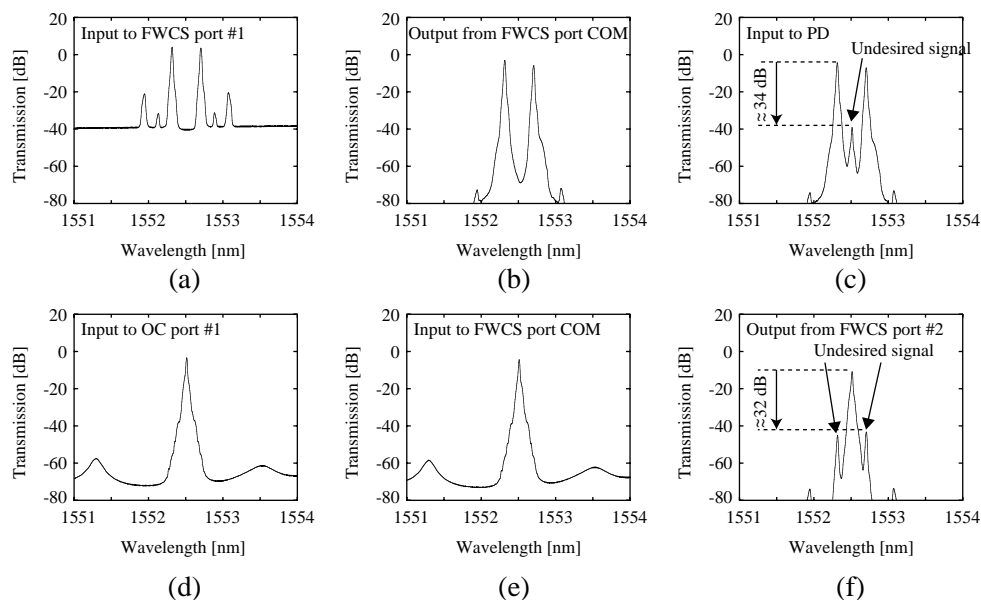 20
0
-20
-40
-60
-80
Transmission [dB]
Input to FWCS port #1
1551 1552 1553 1554
Wavelength [nm]
(a)
20
0
-20
-40
-60
-80
Transmission [dB]
Output from FWCS port COM
1551 1552 1553 1554
Wavelength [nm]
(b)
20
0
-20
-40
-60
-80
Transmission [dB]
Input to PD
Undesired signal
≈34 dB
1551 1552 1553 1554
Wavelength [nm]
(c)
20
0
-20
-40
-60
-80
Transmission [dB]
Input to OC port #1
1551 1552 1553 1554
Wavelength [nm]
(d)
20
0
-20
-40
-60
-80
Transmission [dB]
Input to FWCS port COM
1551 1552 1553 1554
Wavelength [nm]
(e)
20
0
-20
-40
-60
-80
Transmission [dB]
Output from FWCS port #2
Undesired signal
≈32 dB
1551 1552 1553 1554
Wavelength [nm]
(f)